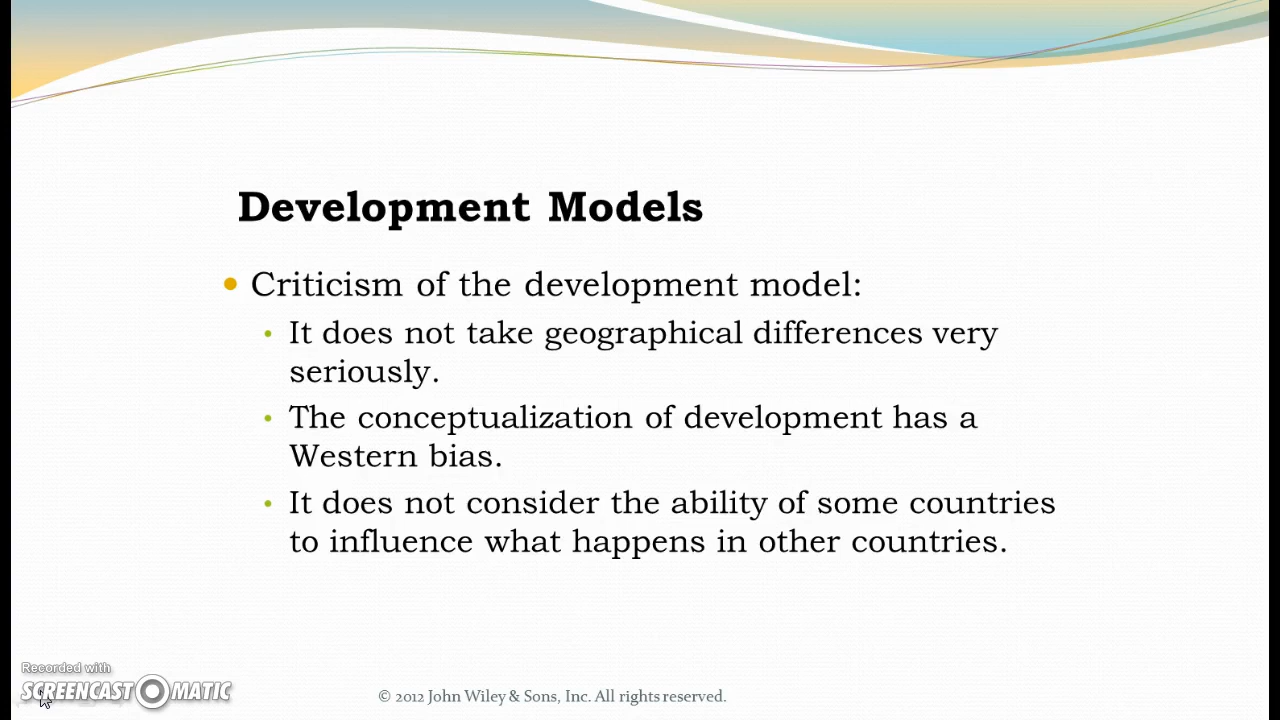 Development Models
Criticism of the development model:
It does not take geographical differences very
seriously.
The conceptualization of development has a
Western bias.
It does not consider the ability of some countries
to influence what happens in other countries.
Recorded with
SCREENCAST MATIC
© 2012 John Wiley & Sons, Inc. All rights reserved.